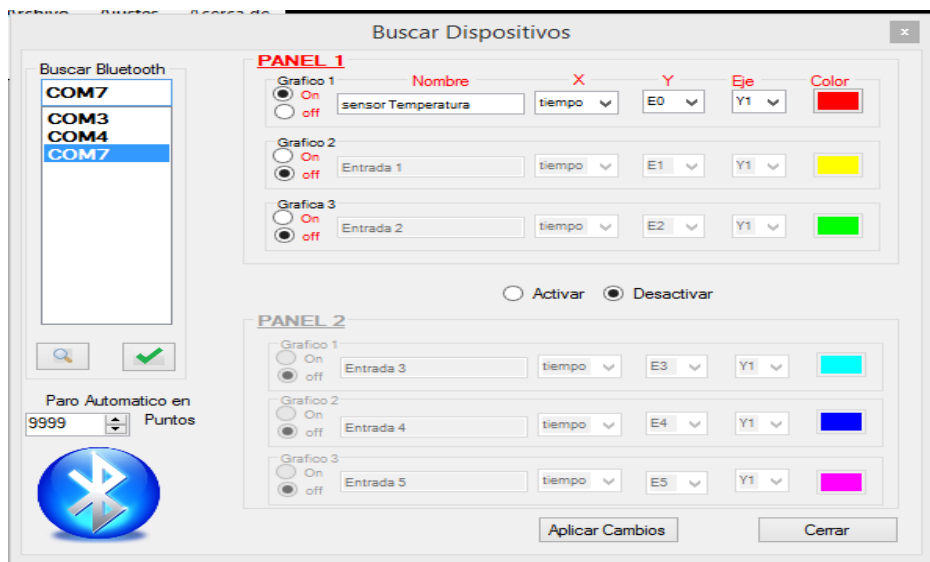 Archivo Ajustes Acerca de
Buscar Dispositivos
x
Buscar Bluetooth
COM7
COM3
COM4
COM7
Paro Automatico en
9999 Puntos
PANEL 1
Grafico 1 Nombre X Y Eje Color
On
off
sensor Temperatura tiempo E0 Y1
Grafico 2
On
off
Entrada 1 tiempo E1 Y1
Grafica 3
On
off
Entrada 2 tiempo E2 Y1
Activar Desactivar
PANEL 2
Grafico 1
On
off
Entrada 3 tiempo E3 Y1
Grafico 2
On
off
Entrada 4 tiempo E4 Y1
Grafico 3
On
off
Entrada 5 tiempo E5 Y1
Aplicar Cambios Cerrar